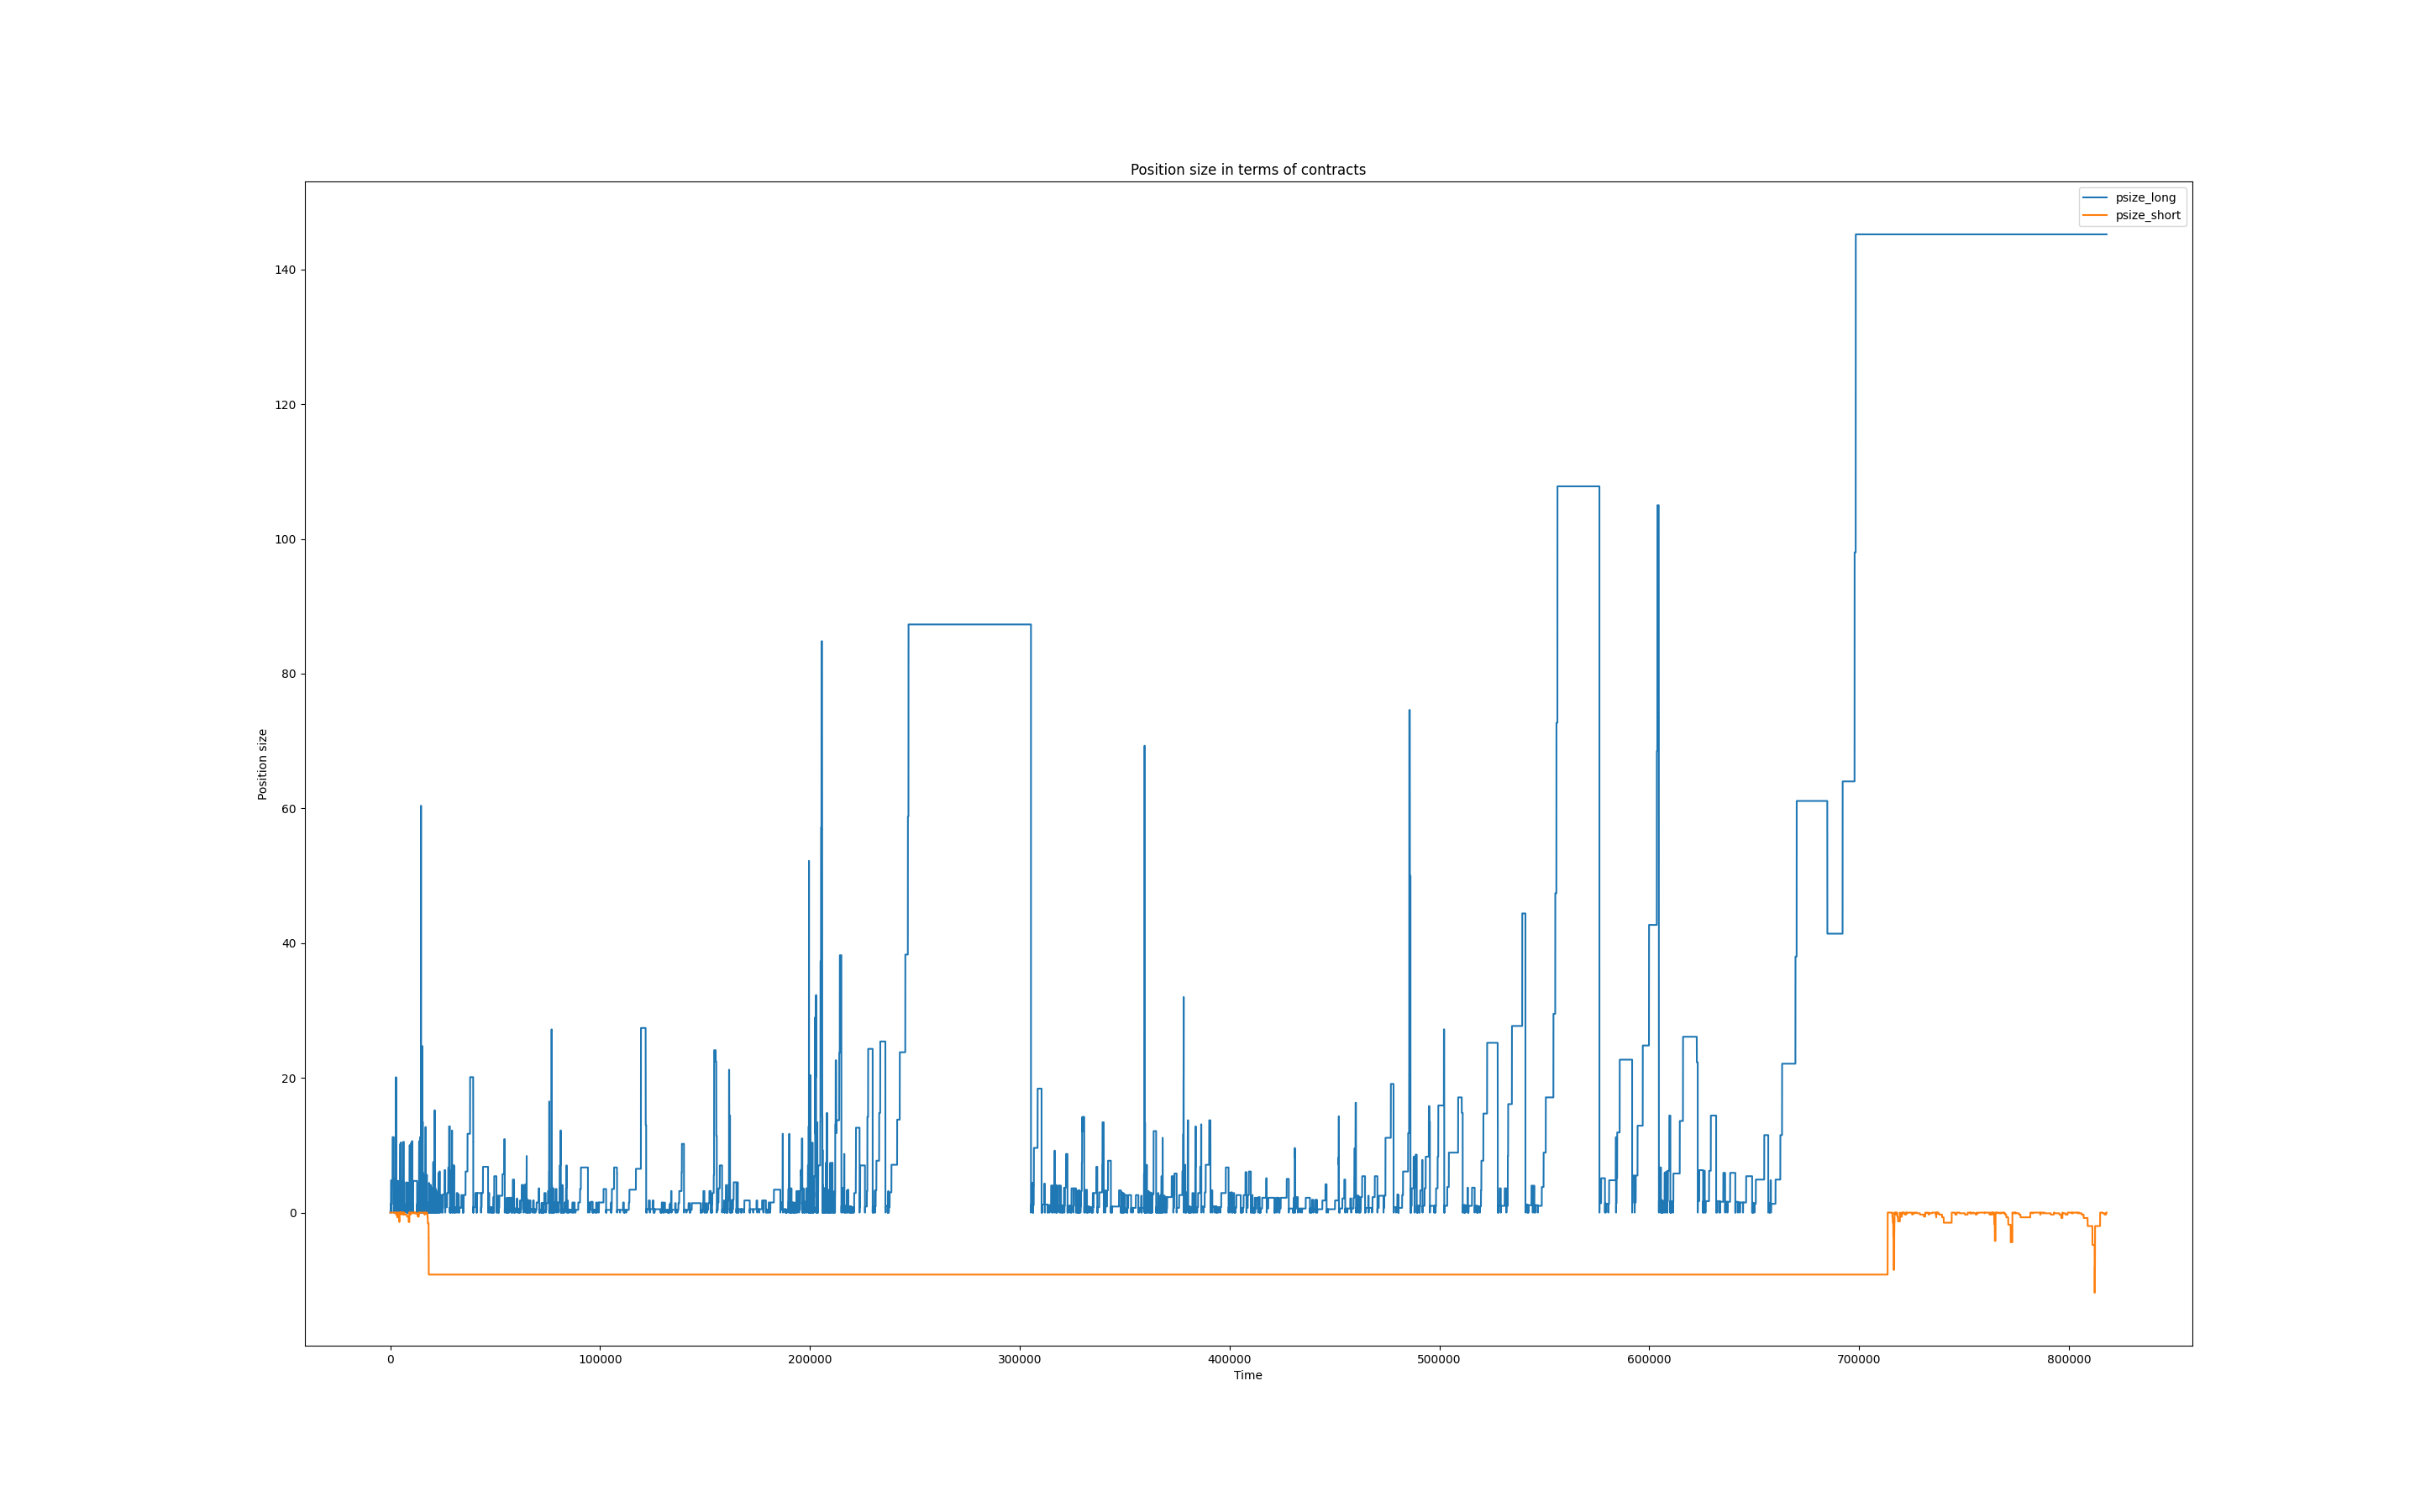 Position size in terms of contracts
psize_long
psize_short
140
120
100
80
60
40
20
0
Position size
0 100000 200000 300000 400000 500000 600000 700000 800000
Time